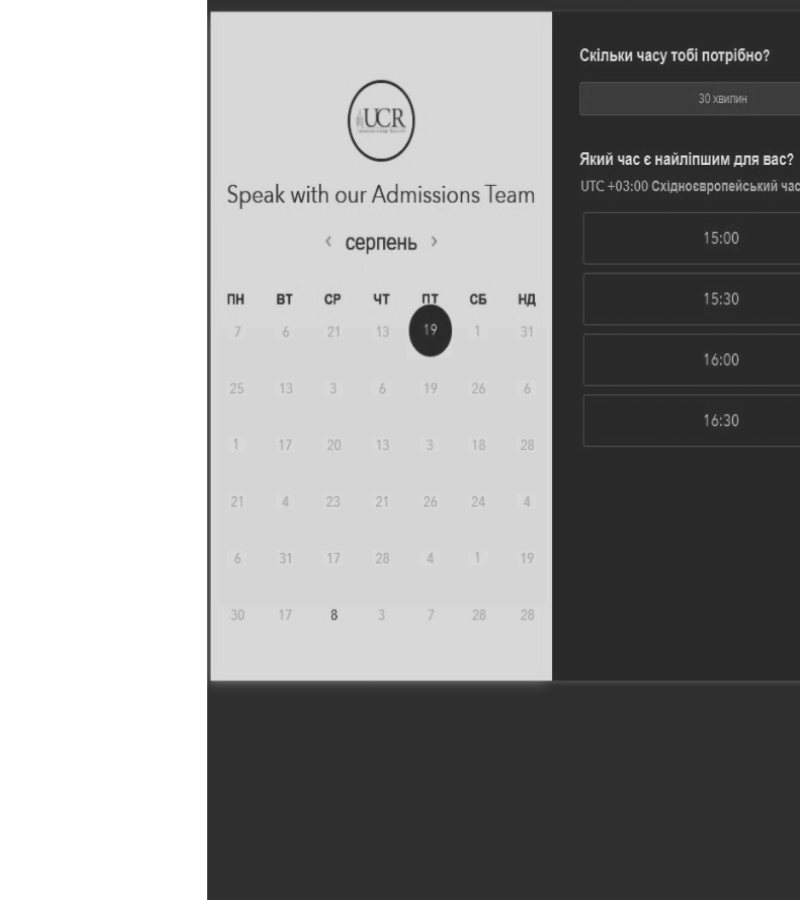 UCR
Speak with our Admissions Team
‹ серпень ›
ПН ВТ СР ЧТ ПТ СБ НД
7 6 21 13 19 1 31
25 13 3 6 19 26 6
1 17 20 13 3 18 28
21 4 23 21 26 24 4
6 31 17 28 4 1 19
30 17 8 3 7 28 28
Скільки часу тобі потрібно?
30 хвилин
Який час є найліпшим для вас?
UTC +03:00 Східноєвропейський час
15:00
15:30
16:00
16:30